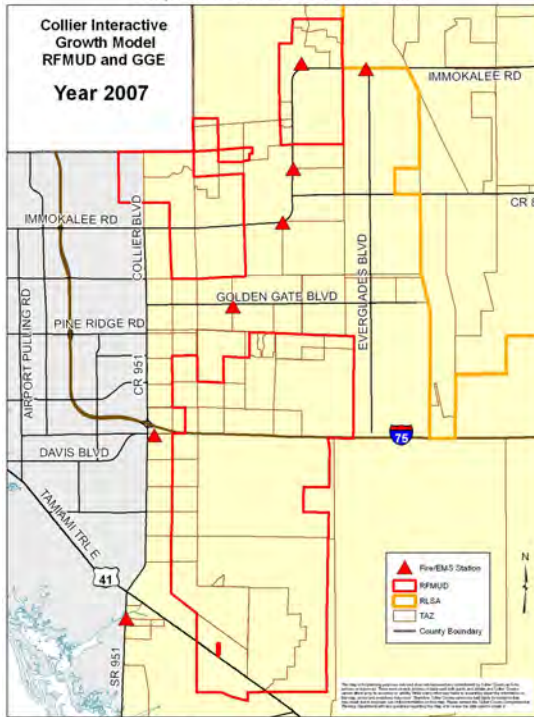 Collier Interactive
Growth Model
RFMUD and GGE
Year 2007
IMMOKALEE RD
CR
IMMOKALEE RD
COLLIER BLVD
EVERGLADES BLVD
GOLDEN GATE BLVD
AIRPORT PULLING RD
PINE RIDGE RD
CR 951
75
DAVIS BLVD
TAMIAMI TRL E
41
SR 951
Fire/EMS Station
RFMUD
RLSA
TAZ
County Boundary
N